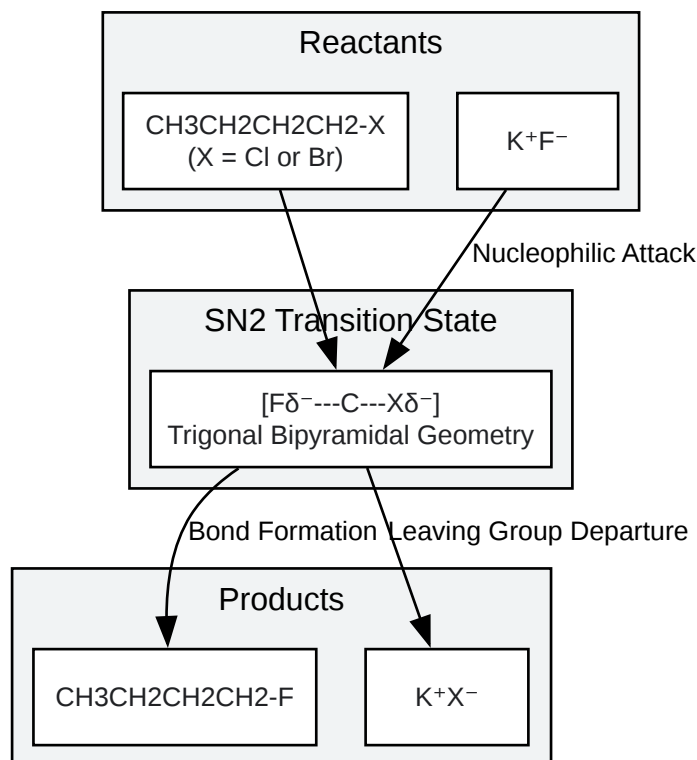 Reactants
CH3CH2CH2CH2-X
(X = Cl or Br)
K⁺F⁻
Nucleophilic Attack
SN2 Transition State
[Fδ⁻---C---Xδ⁻]
Trigonal Bipyramidal Geometry
Bond Formation
Leaving Group Departure
Products
CH3CH2CH2CH2-F
K⁺X⁻